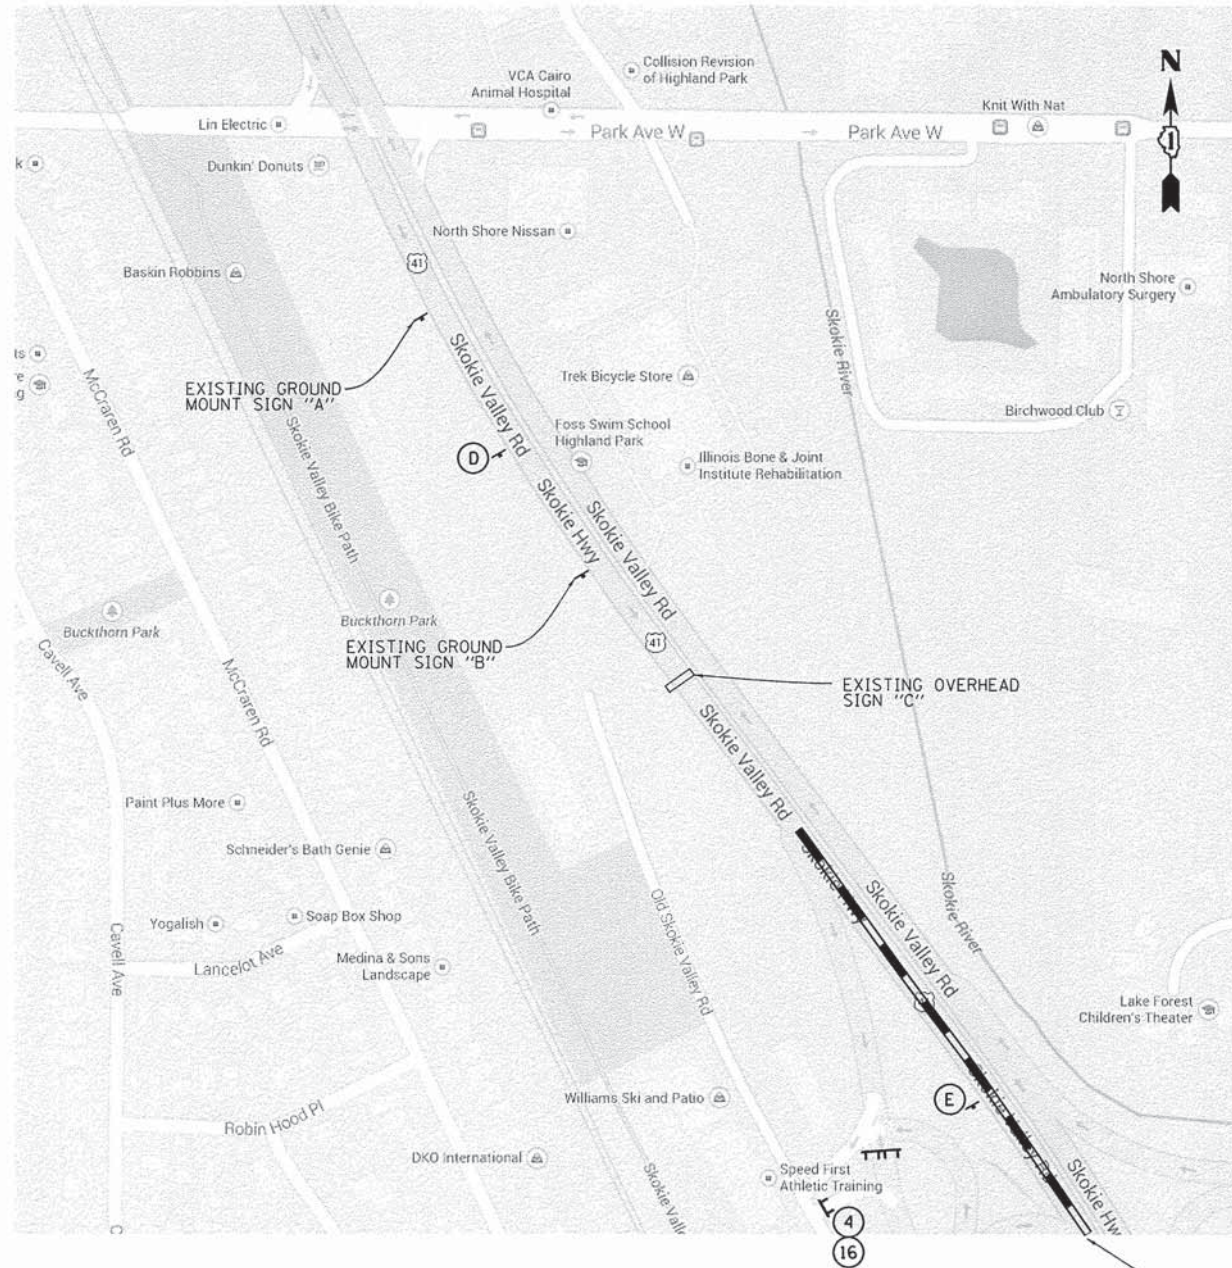 Collision Revision
of Highland Park
N
VCA Cairo
Animal Hospital
Knit With Nat
Lin Electric
Park Ave W
Park Ave W
1
k
Dunkin' Donuts
North Shore Nissan
41
Baskin Robbins
North Shore
Ambulatory Surgery
Skokie River
ts
e
g
EXISTING GROUND
MOUNT SIGN "A"
McCraren Rd
Skokie Valley Rd
Trek Bicycle Store
Birchwood Club
Skokie Valley Bike Path
Foss Swim School
Highland Park
D
Illinois Bone & Joint
Institute Rehabilitation
Skokie Hwy
Skokie Valley Rd
Buckthorn Park
Buckthorn Park
41
EXISTING GROUND
MOUNT SIGN "B"
Cavell Ave
McCraren Rd
EXISTING OVERHEAD
SIGN "C"
Skokie Valley Rd
Paint Plus More
Skokie Valley Bike Path
Schneider's Bath Genie
Skokie Hwy
Skokie Valley Rd
Skokie River
Old Skokie Valley Rd
Yogalish
Soap Box Shop
Cavell Ave
Lancelot Ave
Medina & Sons
Landscape
Lake Forest
Children's Theater
Williams Ski and Patio
E
Skokie Valley Rd
Robin Hood Pl
DKO International
Speed First
Athletic Training
Skokie Valle
Skokie Hwy
C
4
16